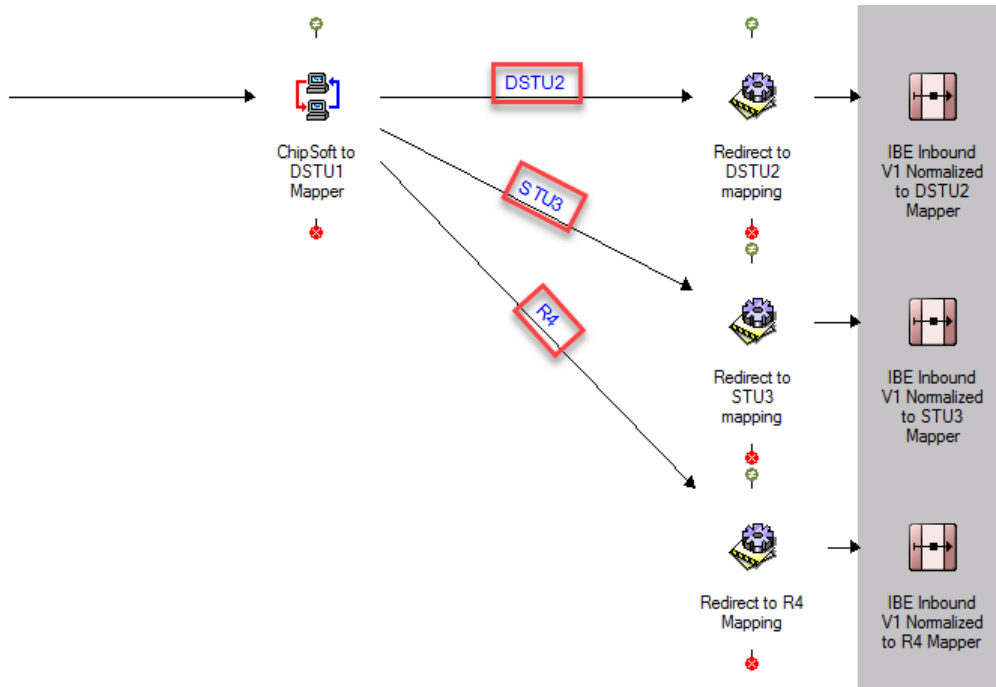 DSTU2
ChipSoft to
DSTU1
Mapper
Redirect to
DSTU2
mapping
IBE Inbound
V1 Normalized
to DSTU2
Mapper
STU3
Redirect to
STU3
mapping
IBE Inbound
V1 Normalized
to STU3
Mapper
R4
Redirect to R4
Mapping
IBE Inbound
V1 Normalized
to R4 Mapper